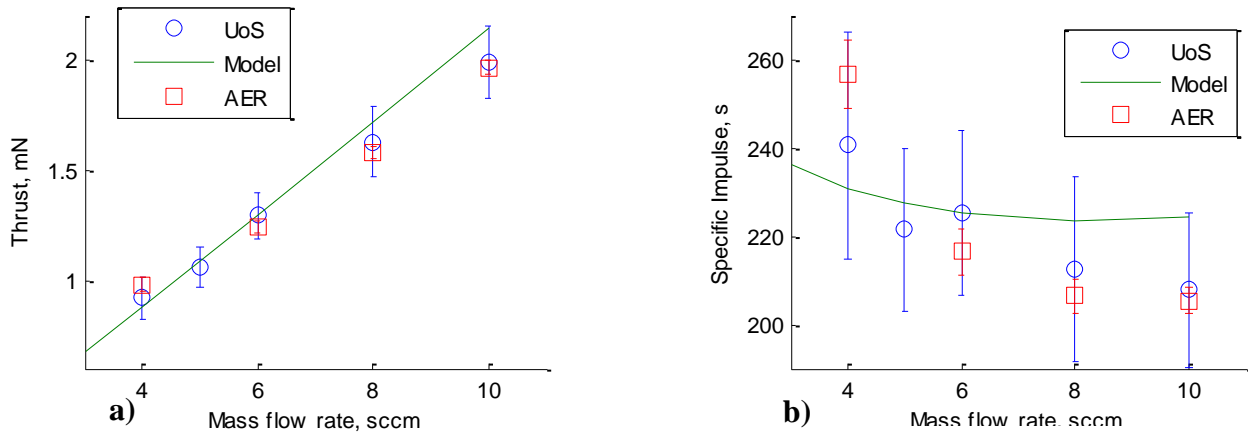 UoS
Model
AER
2
1.5
1
Thrust, mN
4 6 8 10
Mass flow rate, sccm
a)
UoS
Model
AER
260
240
220
200
Specific Impulse, s
4 6 8 10
Mass flow rate, sccm
b)